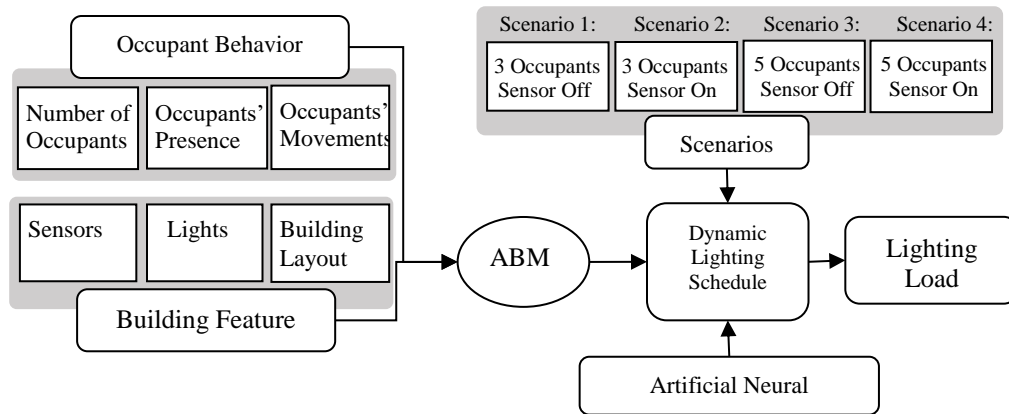 Occupant Behavior
Number of
Occupants
Occupants'
Presence
Occupants'
Movements
Sensors
Lights
Building
Layout
Building Feature
ABM
Scenario 1:
Scenario 2:
Scenario 3:
Scenario 4:
3 Occupants
Sensor Off
3 Occupants
Sensor On
5 Occupants
Sensor Off
5 Occupants
Sensor On
Scenarios
Dynamic
Lighting
Schedule
Lighting
Load
Artificial Neural